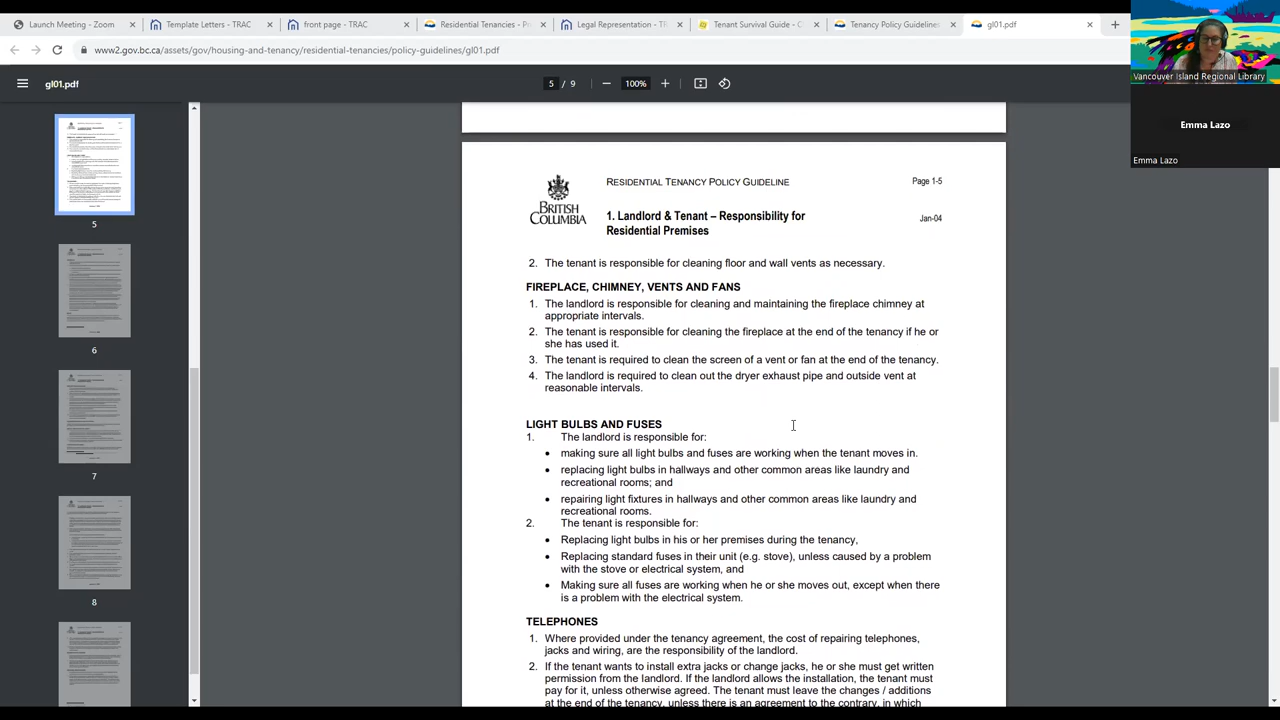 Launch Meeting - Zoom
Template Letters - TRAC
front page - TRAC
Residential Tenancies - Pr
Legal Representation - TR
Tenant Survival Guide - C
Tenancy Policy Guidelines
gl01.pdf
www2.gov.bc.ca/assets/gov/housing-and-tenancy/residential-tenancies/policy-guidelines/gl01.pdf
Vancouver Island Regional Library
gl01.pdf
5 / 9
100%
Emma Lazo
Emma Lazo
5
6
7
8
BRITISH
COLUMBIA
RESIDENTIAL TENANCY POLICY GUIDELINE
Page 1-5
1. Landlord & Tenant – Responsibility for
Residential Premises
Jan-04
2. The tenant is responsible for cleaning floor and wall vents as necessary.
FIREPLACE, CHIMNEY, VENTS AND FANS
1. The landlord is responsible for cleaning and maintaining the fireplace chimney at
appropriate intervals.
2. The tenant is responsible for cleaning the fireplace at the end of the tenancy if he or
she has used it.
3. The tenant is required to clean the screen of a vent or fan at the end of the tenancy.
4. The landlord is required to clean out the dryer exhaust pipe and outside vent at
reasonable intervals.
LIGHT BULBS AND FUSES
1. The landlord is responsible for:
• making sure all light bulbs and fuses are working when the tenant moves in.
• replacing light bulbs in hallways and other common areas like laundry and
recreational rooms; and
• repairing light fixtures in hallways and other common areas like laundry and
recreational rooms.
2. The tenant is responsible for:
• Replacing light bulbs in his or her premises during the tenancy,
• Replacing standard fuses in their unit (e.g. stove), unless caused by a problem
with the stove or electrical system, and
• Making sure all fuses are working when he or she moves out, except when there
is a problem with the electrical system.
TELEPHONES
1. Where provided under the tenancy agreement, the cost of repairing telephones,
jacks and wiring, are the responsibility of the landlord.
2. If the tenant wants to install extra jacks or change jacks, he or she must get written
permission from the landlord. If the landlord allows the installation, the tenant must
pay for it, unless otherwise agreed. The tenant must leave the changes / additions
at the end of the tenancy, unless there is an agreement to the contrary, in which